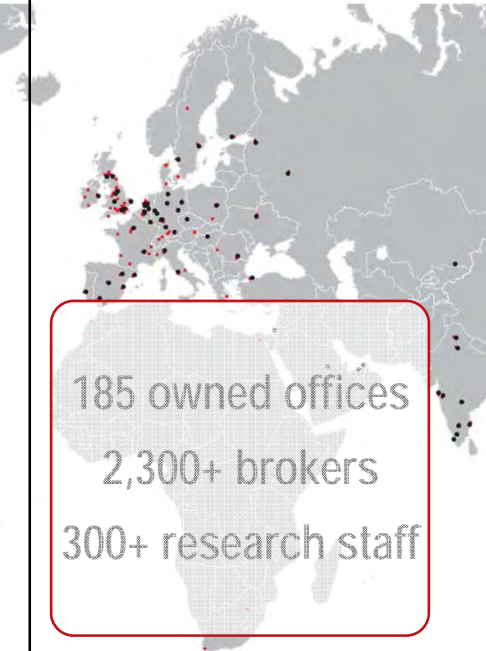 185 owned offices
2,300+ brokers
300+ research staff